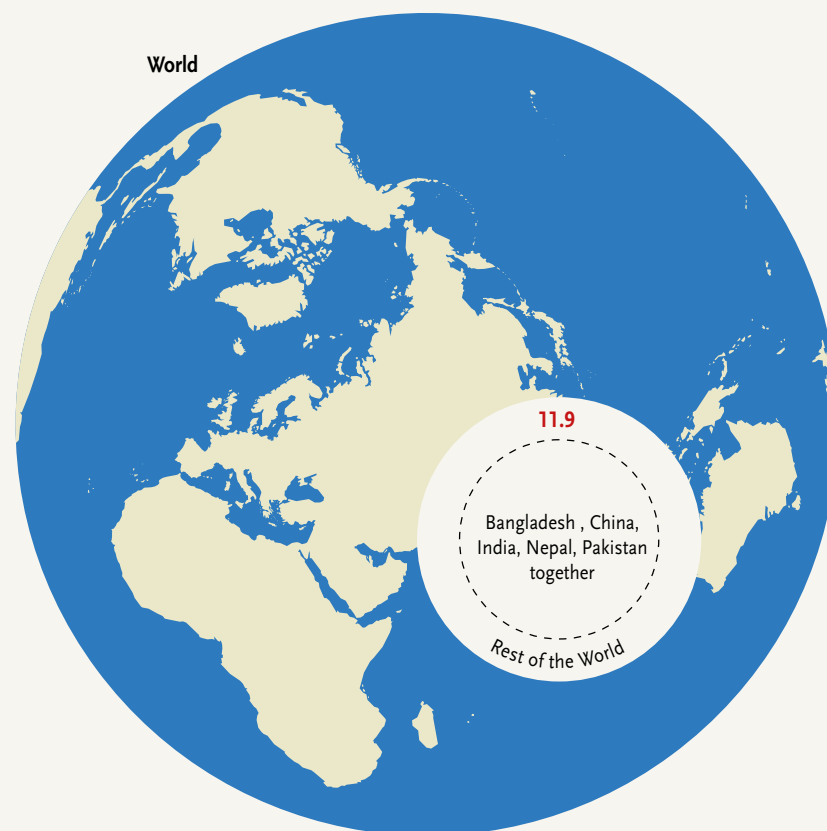 World
11.9
Bangladesh , China,
India, Nepal, Pakistan
together
Rest of the World